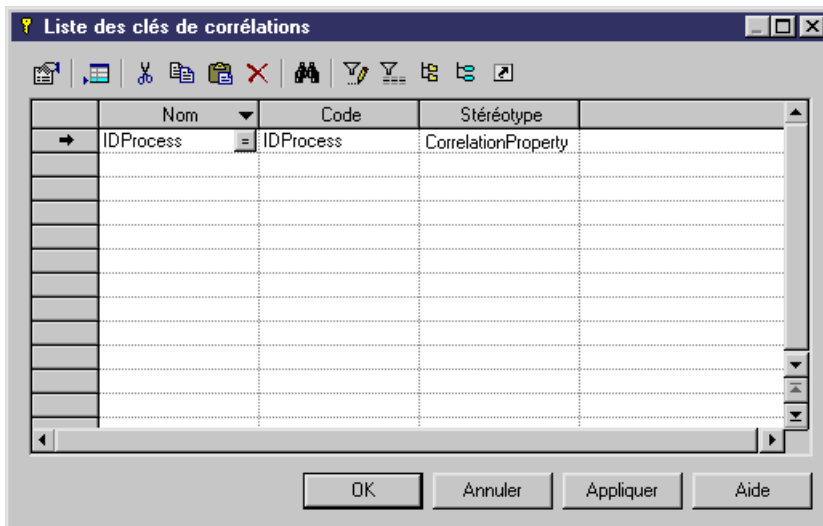 Liste des clés de corrélations
Nom Code Stéréotype
IDProcess = IDProcess CorrelationProperty
OK Annuler Appliquer Aide